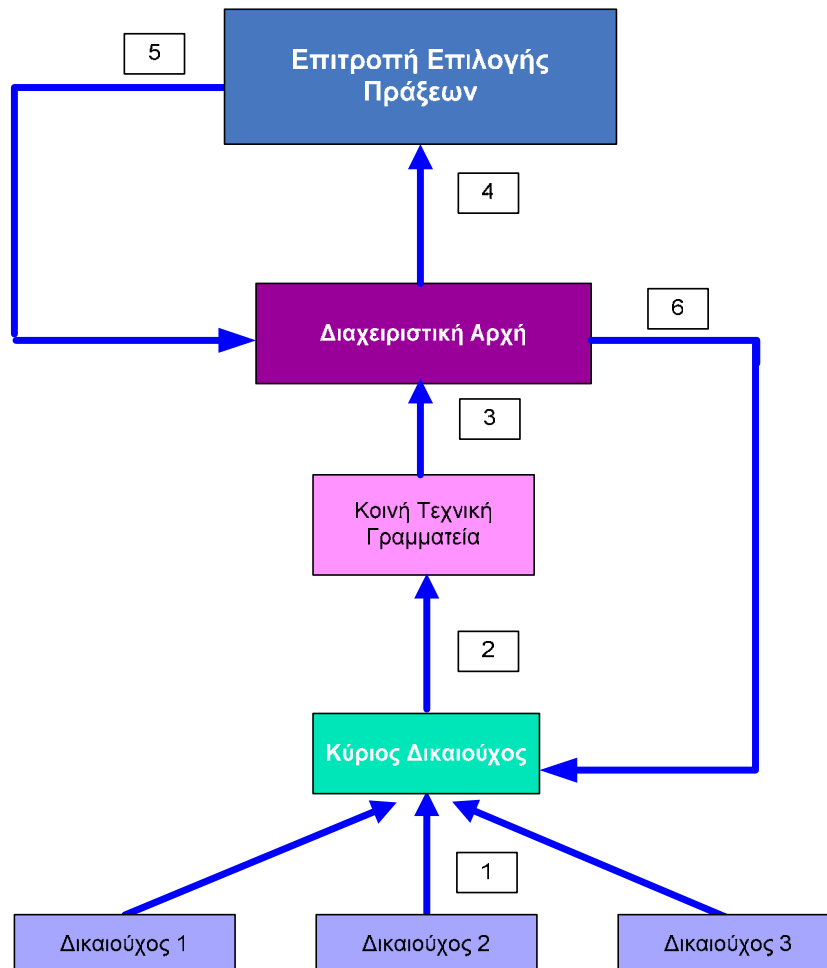 5
Επιτροπή Επιλογής
Πράξεων
4
Διαχειριστική Αρχή
6
3
Κοινή Τεχνική
Γραμματεία
2
Κύριος Δικαιούχος
1
Δικαιούχος 1
Δικαιούχος 2
Δικαιούχος 3